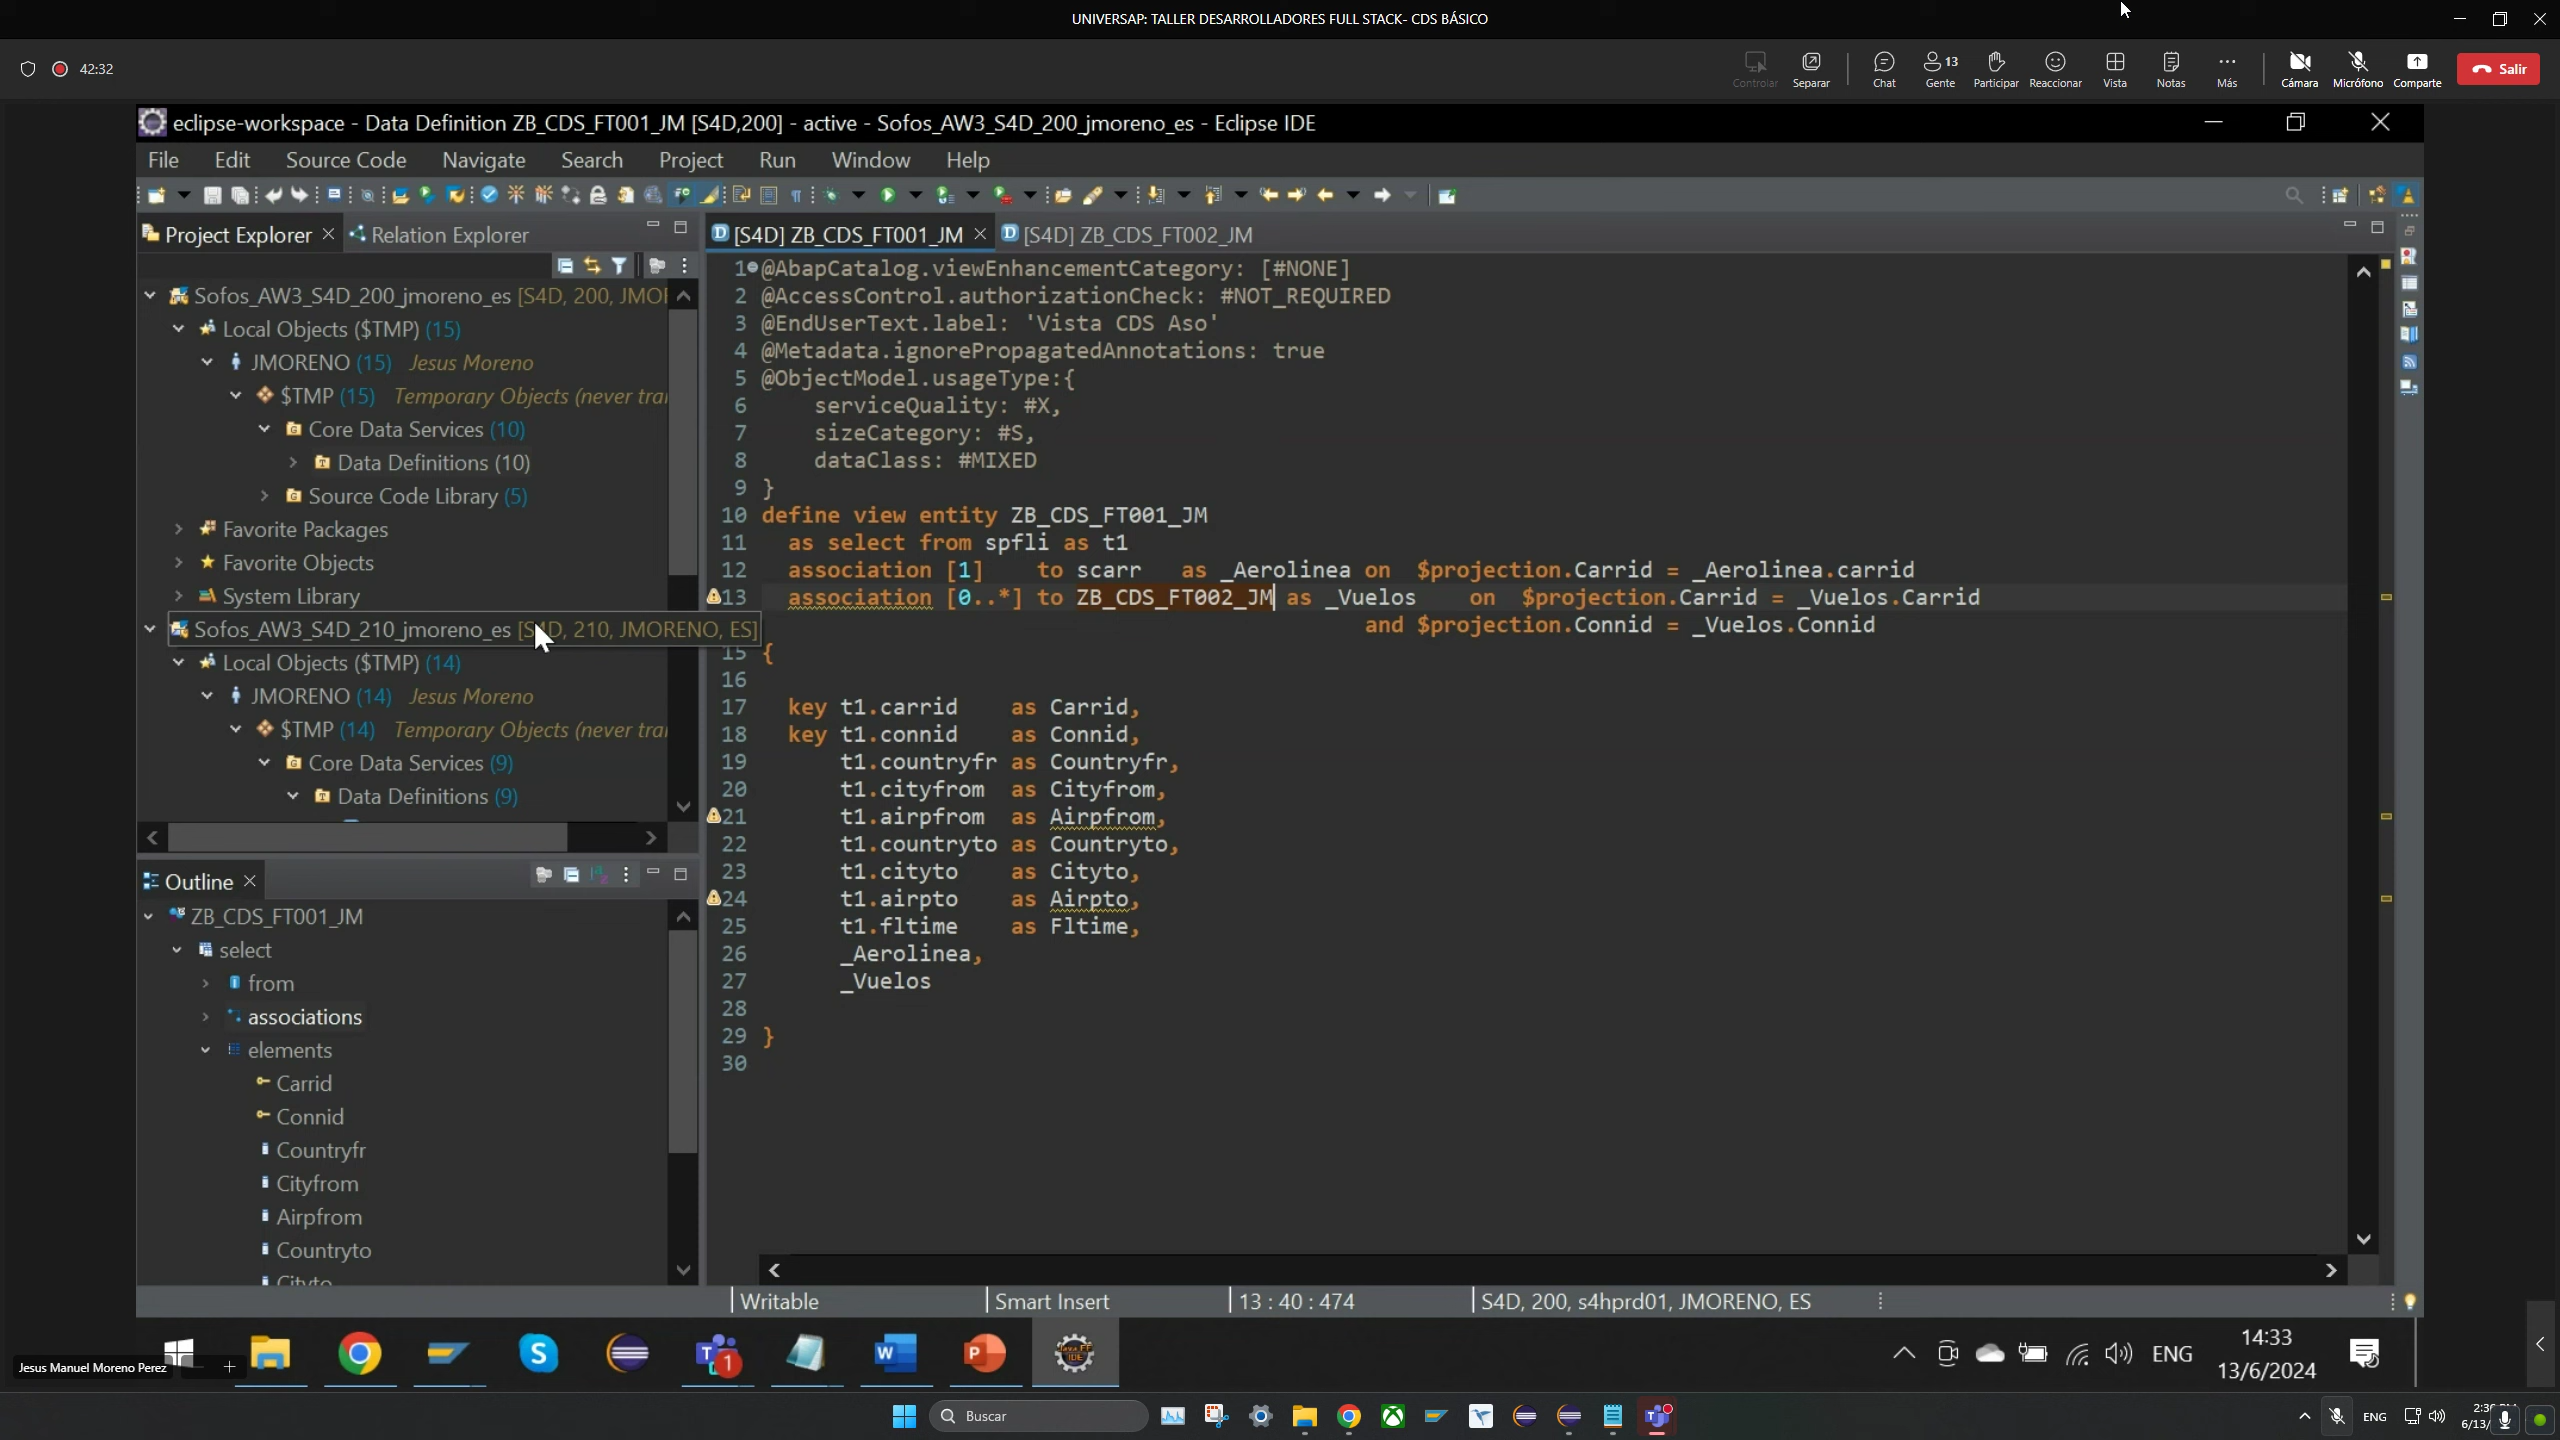 UNIVERSAP: TALLER DESARROLLADORES FULL STACK- CDS BÁSICO
42:32
Controlar
Separar
Chat
13
Gente
Participar
Reaccionar
Vista
Notas
Más
Cámara
Micrófono
Comparte
Salir
eclipse-workspace - Data Definition ZB_CDS_FT001_JM [S4D,200] - active - Sofos_AW3_S4D_200_jmoreno_es - Eclipse IDE
File Edit Source Code Navigate Search Project Run Window Help
Project Explorer
Relation Explorer
Sofos_AW3_S4D_200_jmoreno_es [S4D, 200, JMOR
Local Objects ($TMP) (15)
JMORENO (15) Jesus Moreno
$TMP (15) Temporary Objects (never tran
Core Data Services (10)
Data Definitions (10)
Source Code Library (5)
Favorite Packages
Favorite Objects
System Library
Sofos_AW3_S4D_210_jmoreno_es [S4D, 210, JMORENO, ES]
Local Objects ($TMP) (14)
JMORENO (14) Jesus Moreno
$TMP (14) Temporary Objects (never tran
Core Data Services (9)
Data Definitions (9)
Outline
ZB_CDS_FT001_JM
select
from
associations
elements
Carrid
Connid
Countryfr
Cityfrom
Airpfrom
Countryto
Cityto
[S4D] ZB_CDS_FT001_JM
[S4D] ZB_CDS_FT002_JM
1 @AbapCatalog.viewEnhancementCategory: [#NONE]
2 @AccessControl.authorizationCheck: #NOT_REQUIRED
3 @EndUserText.label: 'Vista CDS Aso'
4 @Metadata.ignorePropagatedAnnotations: true
5 @ObjectModel.usageType:{
6 serviceQuality: #X,
7 sizeCategory: #S,
8 dataClass: #MIXED
9 }
10 define view entity ZB_CDS_FT001_JM
11 as select from spfli as t1
12 association [1] to scarr as _Aerolinea on $projection.Carrid = _Aerolinea.carrid
13 association [0..*] to ZB_CDS_FT002_JM as _Vuelos on $projection.Carrid = _Vuelos.Carrid
and $projection.Connid = _Vuelos.Connid
15 {
16
17 key t1.carrid as Carrid,
18 key t1.connid as Connid,
19 t1.countryfr as Countryfr,
20 t1.cityfrom as Cityfrom,
21 t1.airpfrom as Airpfrom,
22 t1.countryto as Countryto,
23 t1.cityto as Cityto,
24 t1.airpto as Airpto,
25 t1.fltime as Fltime,
26 _Aerolinea,
27 _Vuelos
28
29 }
30
Writable
Smart Insert
13 : 40 : 474
S4D, 200, s4hprd01, JMORENO, ES
Jesus Manuel Moreno Perez
1
ENG
14:33
13/6/2024
Buscar
ENG
6/13/